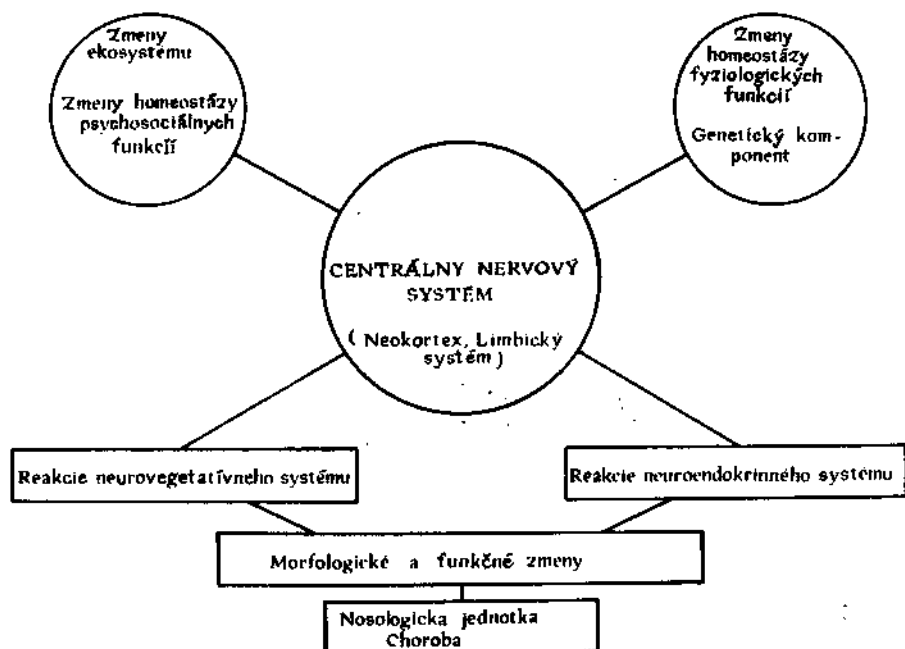 Zmeny
ekosystému
Zmeny homeostázy
psychosociálnych
funkcií
Zmeny
homeostázy
fyziologických
funkcií
Genetický kom-
ponent
CENTRÁLNY NERVOVÝ
SYSTÉM
( Neokortex, Limbický
systém )
Reakcie neurovegetatívneho systému
Reakcie neuroendokrinného systému
Morfologické a funkčné zmeny
Nosologicka jednotka
Choroba